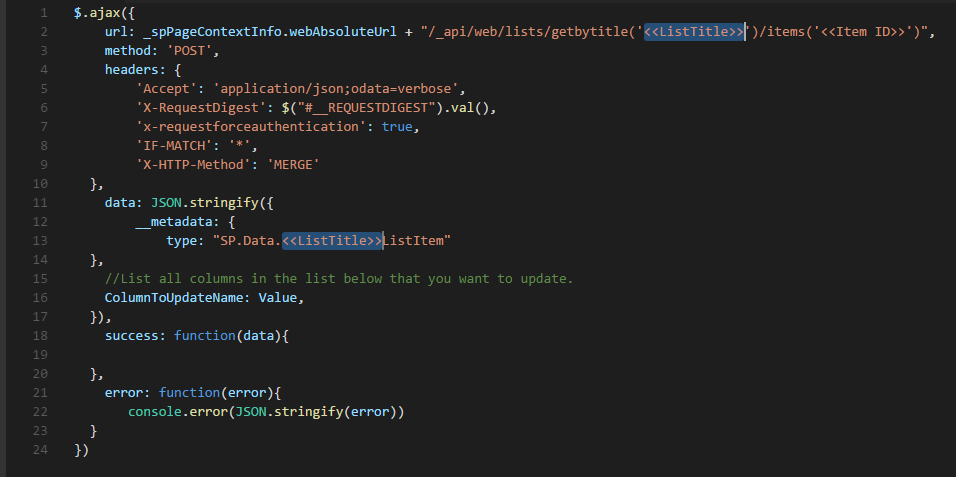 1 $.ajax({
2 url: _spPageContextInfo.webAbsoluteUrl + "/_api/web/lists/getbytitle('<<ListTitle>>')/items('<<Item ID>>')",
3 method: 'POST',
4 headers: {
5 'Accept': 'application/json;odata=verbose',
6 'X-RequestDigest': $("#__REQUESTDIGEST").val(),
7 'x-requestforceauthentication': true,
8 'IF-MATCH': '*',
9 'X-HTTP-Method': 'MERGE'
10 },
11 data: JSON.stringify({
12 __metadata: {
13 type: "SP.Data.<<ListTitle>>ListItem"
14 },
15 //List all columns in the list below that you want to update.
16 ColumnToUpdateName: Value,
17 }),
18 success: function(data){
19
20 },
21 error: function(error){
22 console.error(JSON.stringify(error))
23 }
24 })